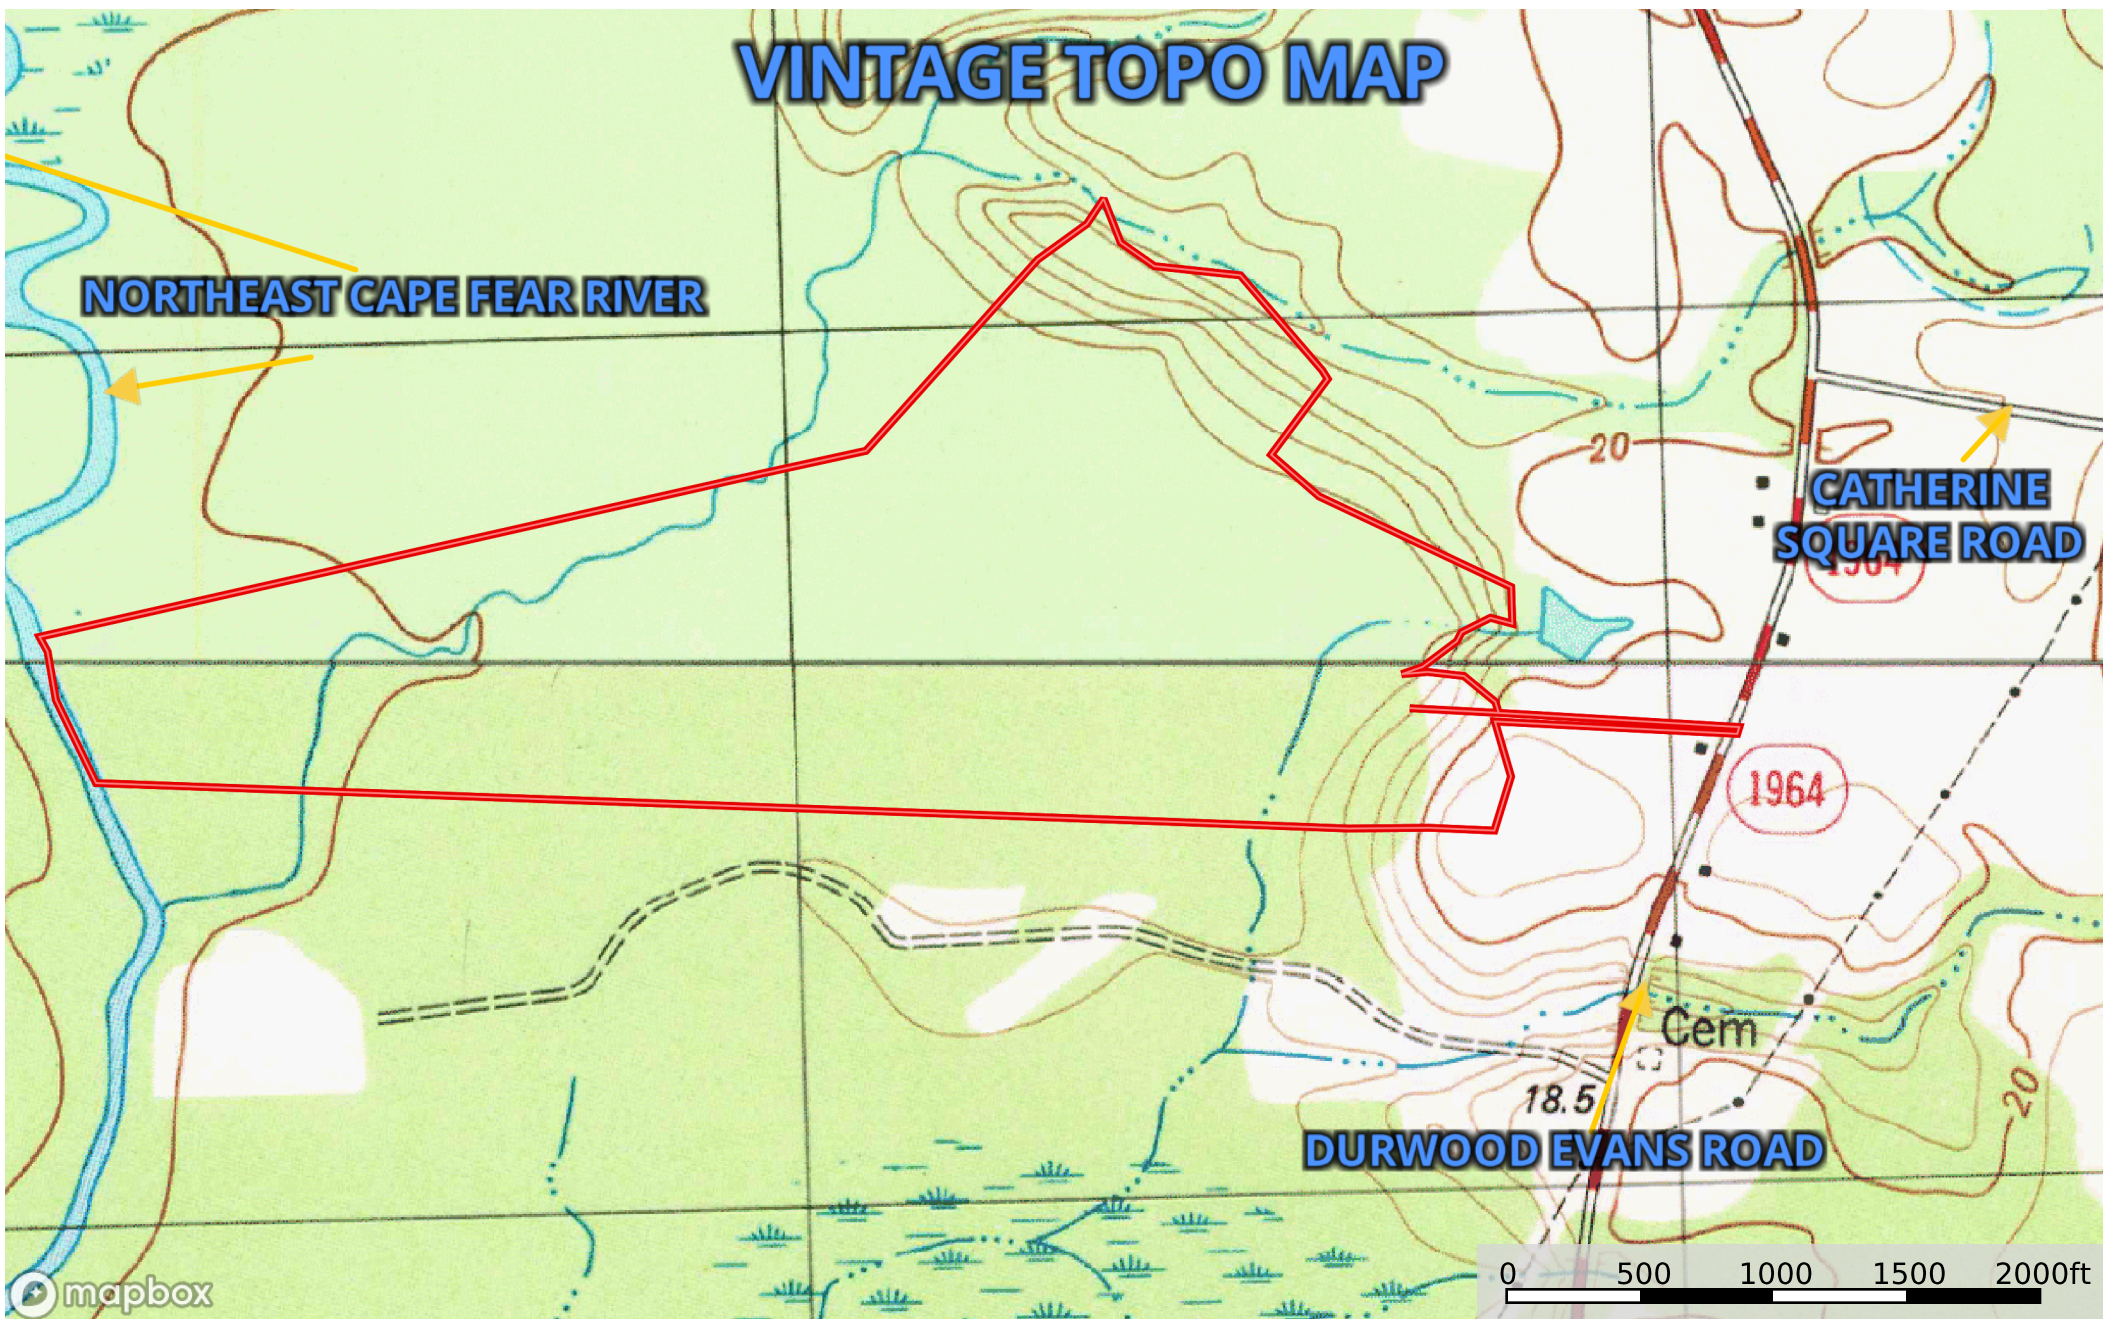 VINTAGE TOPO MAP
NORTHEAST CAPE FEAR RIVER
20
CATHERINE
SQUARE ROAD
1964
1964
Cem
18.5
20
DURWOOD EVANS ROAD
0 500 1000 1500 2000ft
mapbox